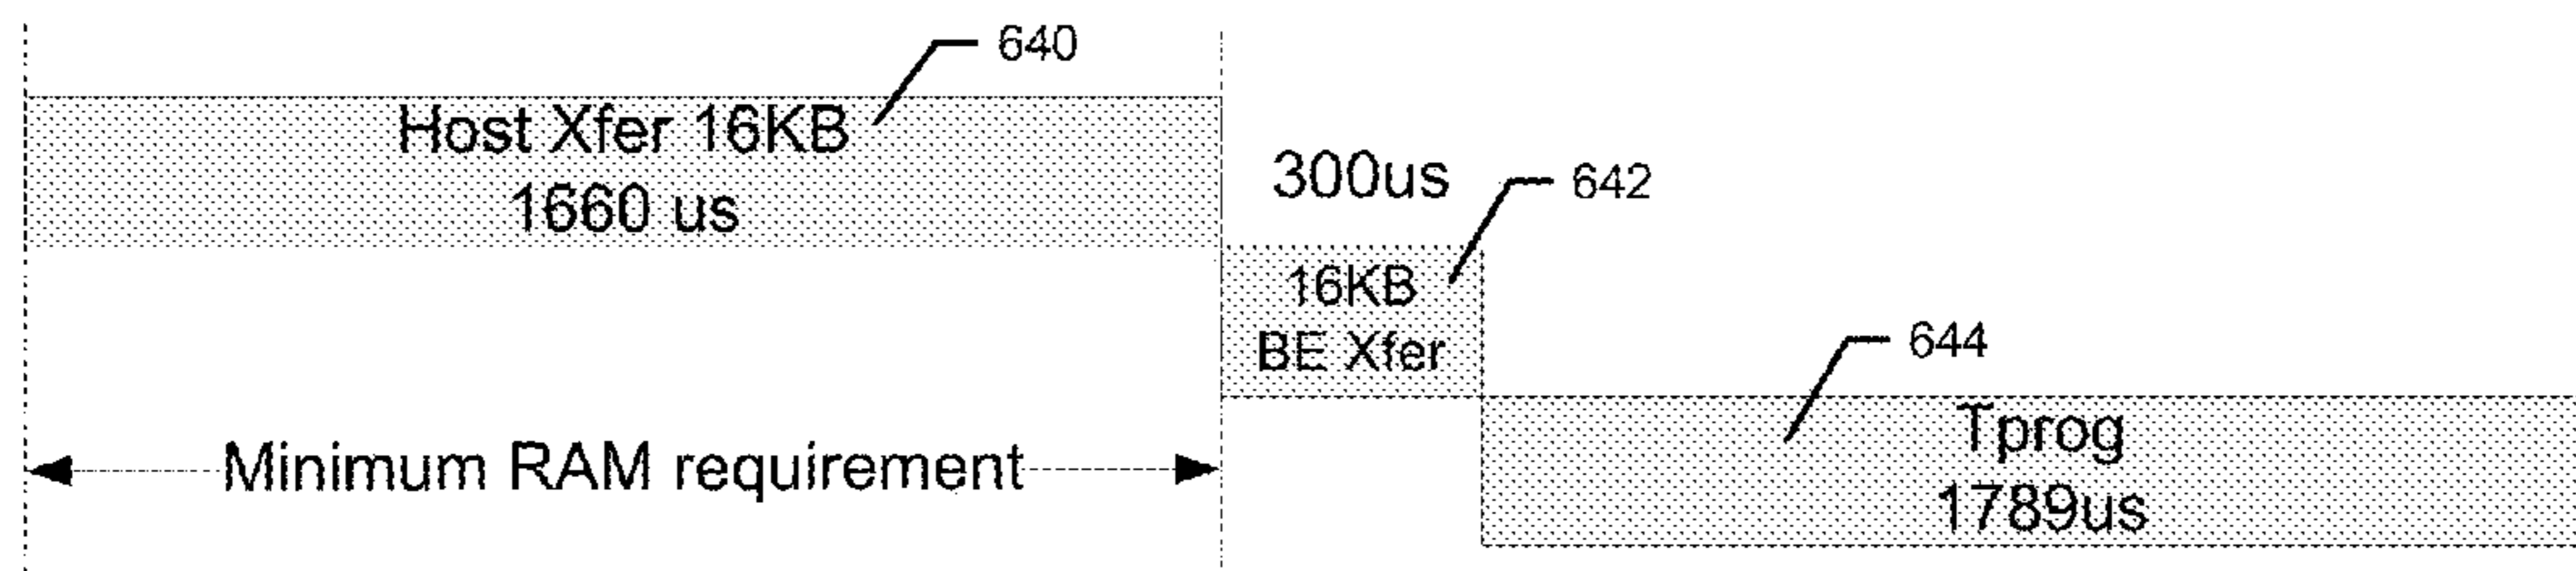 640
Host Xfer 16KB
1660 us
300us
642
16KB
BE Xfer
644
Tprog
1789us
Minimum RAM requirement